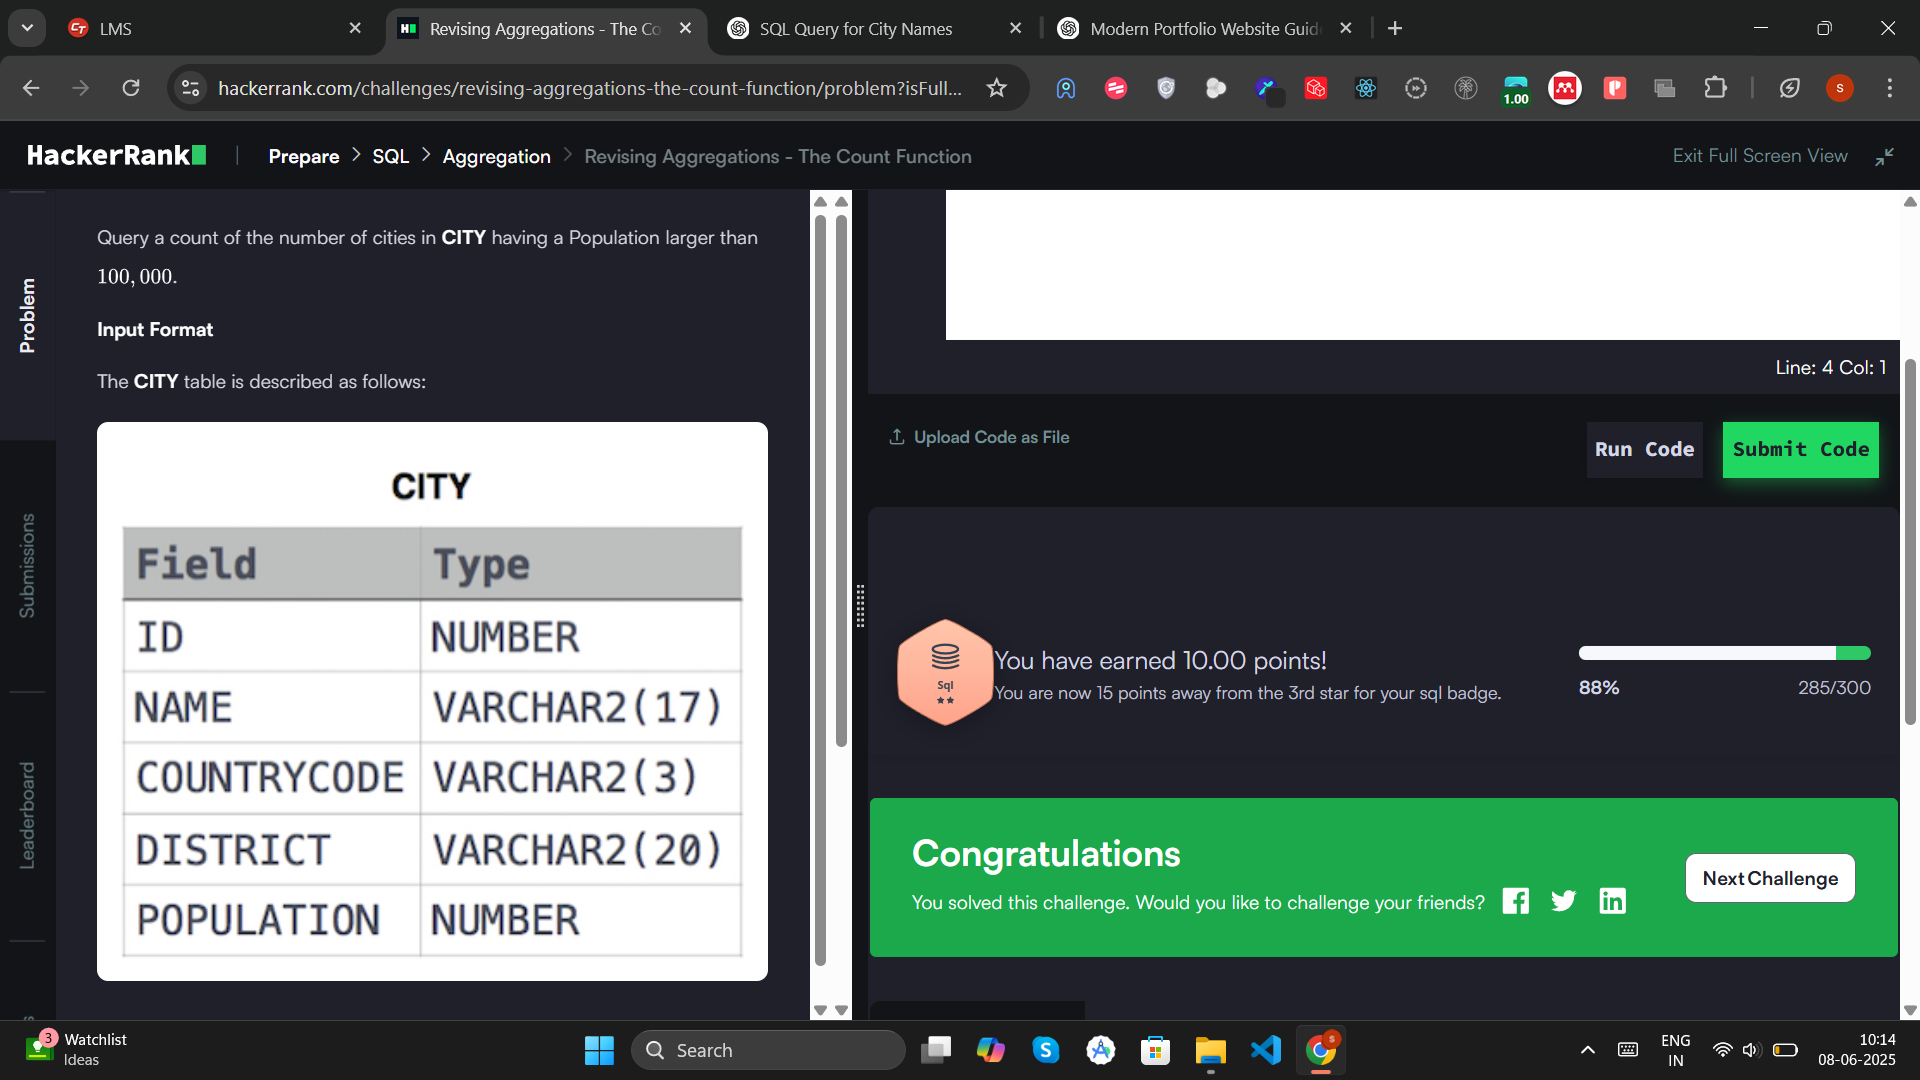 LMS
Revising Aggregations - The Co
SQL Query for City Names
Modern Portfolio Website Guid
hackerrank.com/challenges/revising-aggregations-the-count-function/problem?isFull...
1.00
S
HackerRank
Prepare > SQL > Aggregation > Revising Aggregations - The Count Function
Exit Full Screen View
Problem
Submissions
Leaderboard
Query a count of the number of cities in CITY having a Population larger than
100,000.
Input Format
The CITY table is described as follows:
CITY
Field Type
ID NUMBER
NAME VARCHAR2(17)
COUNTRYCODE VARCHAR2(3)
DISTRICT VARCHAR2(20)
POPULATION NUMBER
Line: 4 Col: 1
Upload Code as File
Run Code
Submit Code
Sql
You have earned 10.00 points!
You are now 15 points away from the 3rd star for your sql badge.
88%
285/300
Congratulations
You solved this challenge. Would you like to challenge your friends?
Next Challenge
3
Watchlist
Ideas
Search
ENG
IN
10:14
08-06-2025